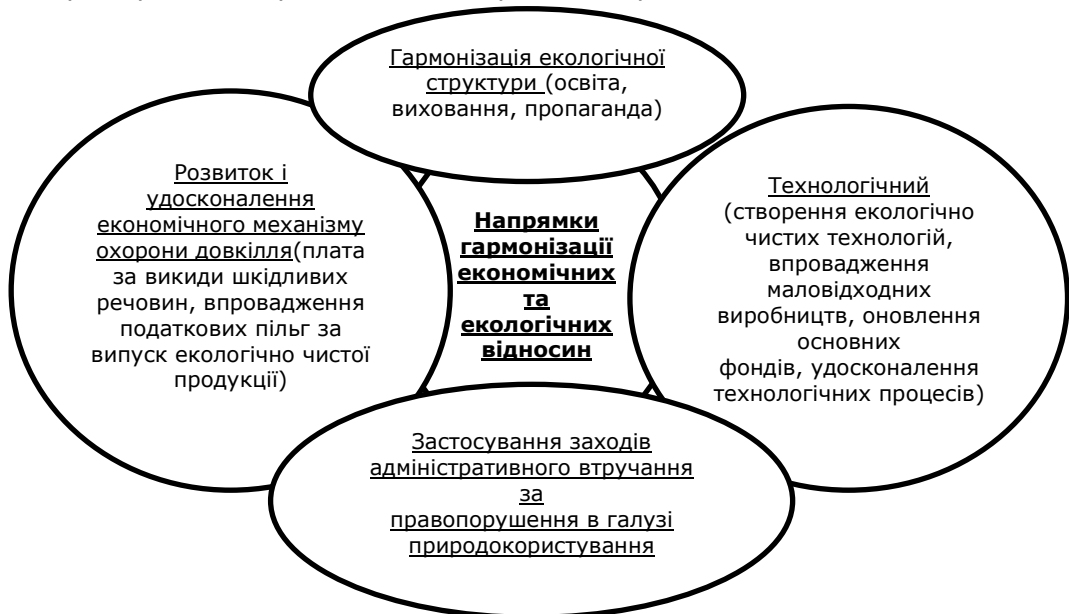 Гармонізація екологічної
структури (освіта,
виховання, пропаганда)
Розвиток і
удосконалення
економічного механізму
охорони довкілля(плата
за викиди шкідливих
речовин, впровадження
податкових пільг за
випуск екологічно чистої
продукції)
Напрямки
гармонізації
економічних
та
екологічних
відносин
Технологічний
(створення екологічно
чистих технологій,
впровадження
маловідходних
виробництв, оновлення
основних
фондів, удосконалення
технологічних процесів)
Застосування заходів
адміністративного втручання
за
правопорушення в галузі
природокористування